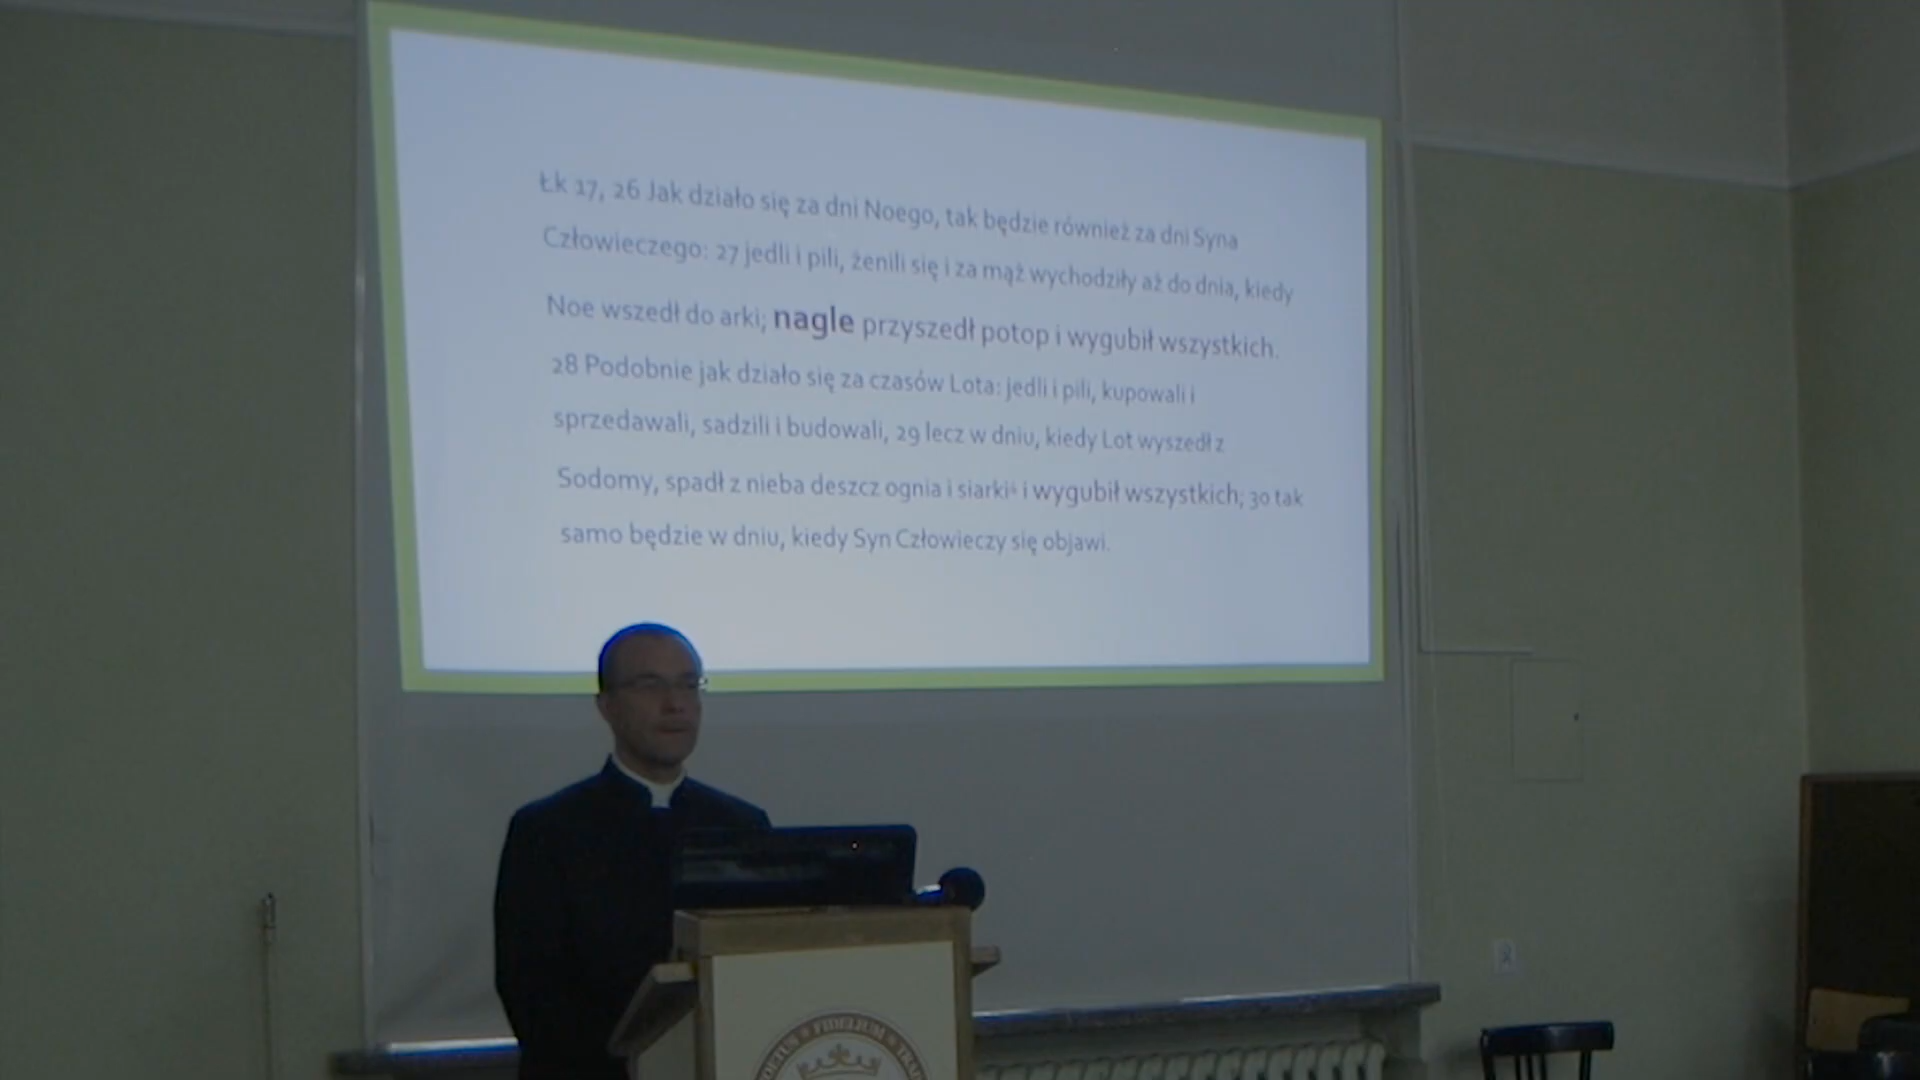 Łk 17, 26 Jak działo się za dni Noego, tak będzie również za dni Syna
Człowieczego: 27 jedli i pili, żenili się i za mąż wychodziły aż do dnia, kiedy
Noe wszedł do arki; nagle przyszedł potop i wygubił wszystkich.
28 Podobnie jak działo się za czasów Lota: jedli i pili, kupowali i
sprzedawali, sadzili i budowali, 29 lecz w dniu, kiedy Lot wyszedł z
Sodomy, spadł z nieba deszcz ognia i siarki i wygubił wszystkich; 30 tak
samo będzie w dniu, kiedy Syn Człowieczy się objawi.
FIDELIUM